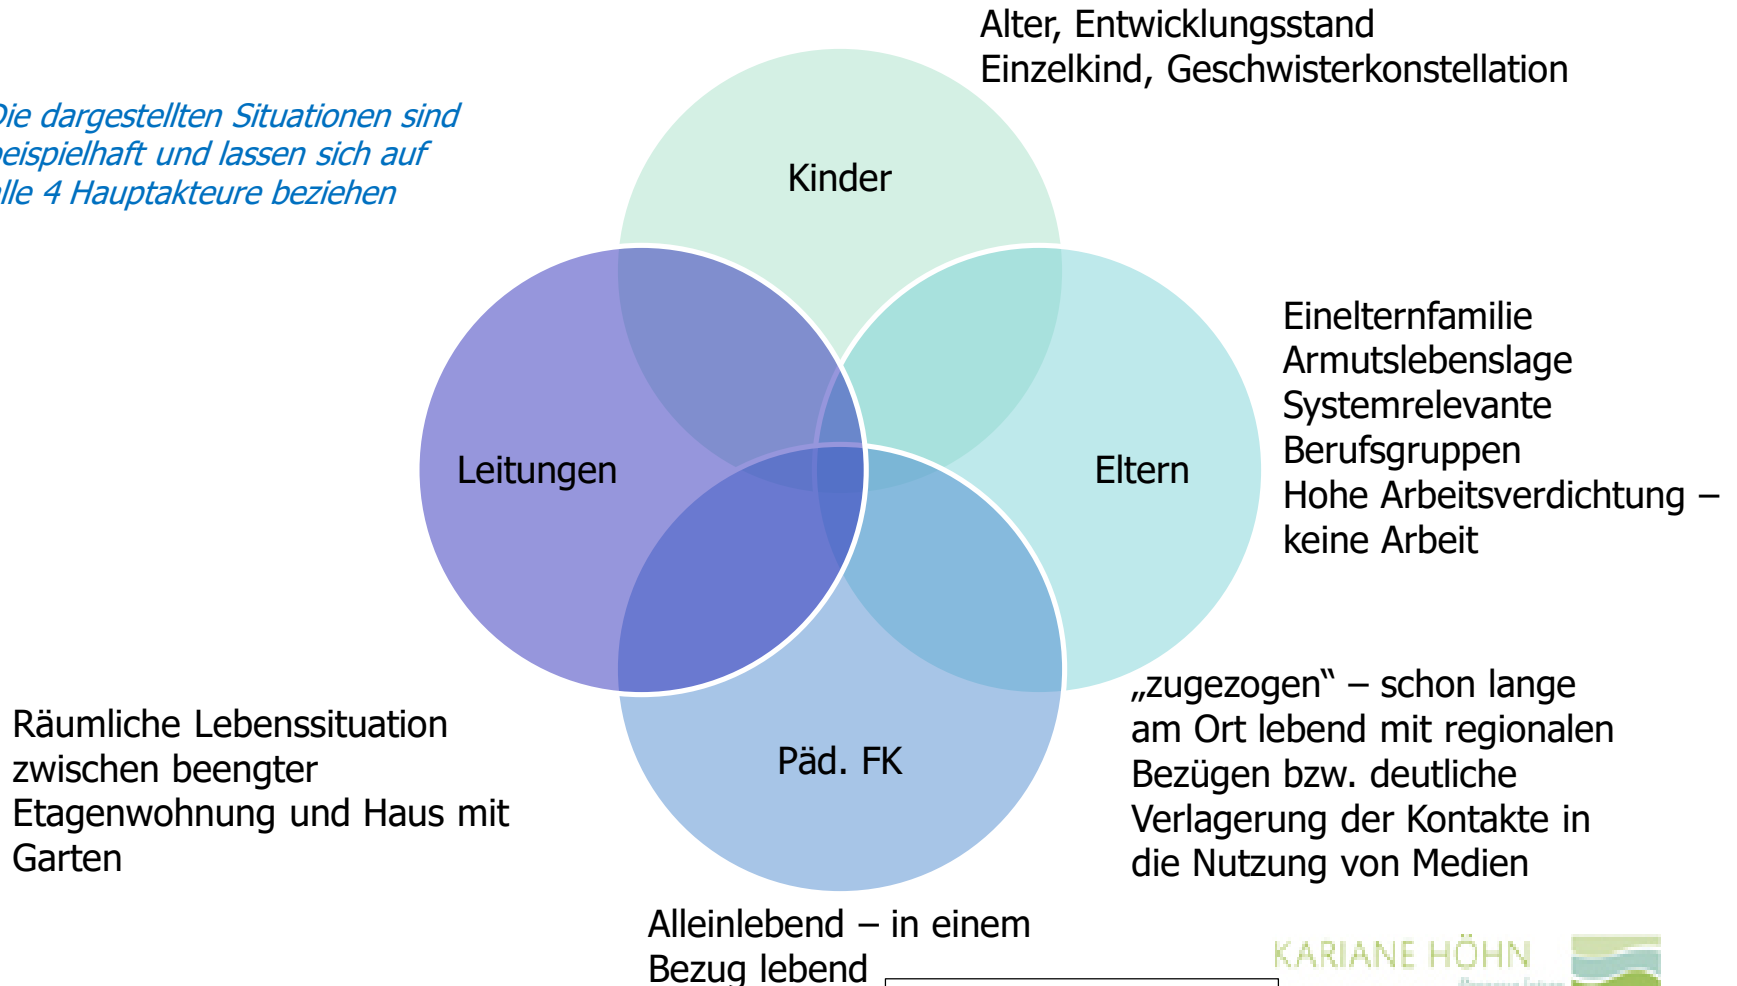 Alter, Entwicklungsstand
Einzelkind, Geschwisterkonstellation
Die dargestellten Situationen sind
beispielhaft und lassen sich auf
alle 4 Hauptakteure beziehen
Kinder
Leitungen
Eltern
Päd. FK
Einelternfamilie
Armutslebenslage
Systemrelevante
Berufsgruppen
Hohe Arbeitsverdichtung –
keine Arbeit
„zugezogen“ – schon lange
am Ort lebend mit regionalen
Bezügen bzw. deutliche
Verlagerung der Kontakte in
die Nutzung von Medien
Räumliche Lebenssituation
zwischen beengter
Etagenwohnung und Haus mit
Garten
Alleinlebend – in einem
Bezug lebend
KARIANE HÖHN